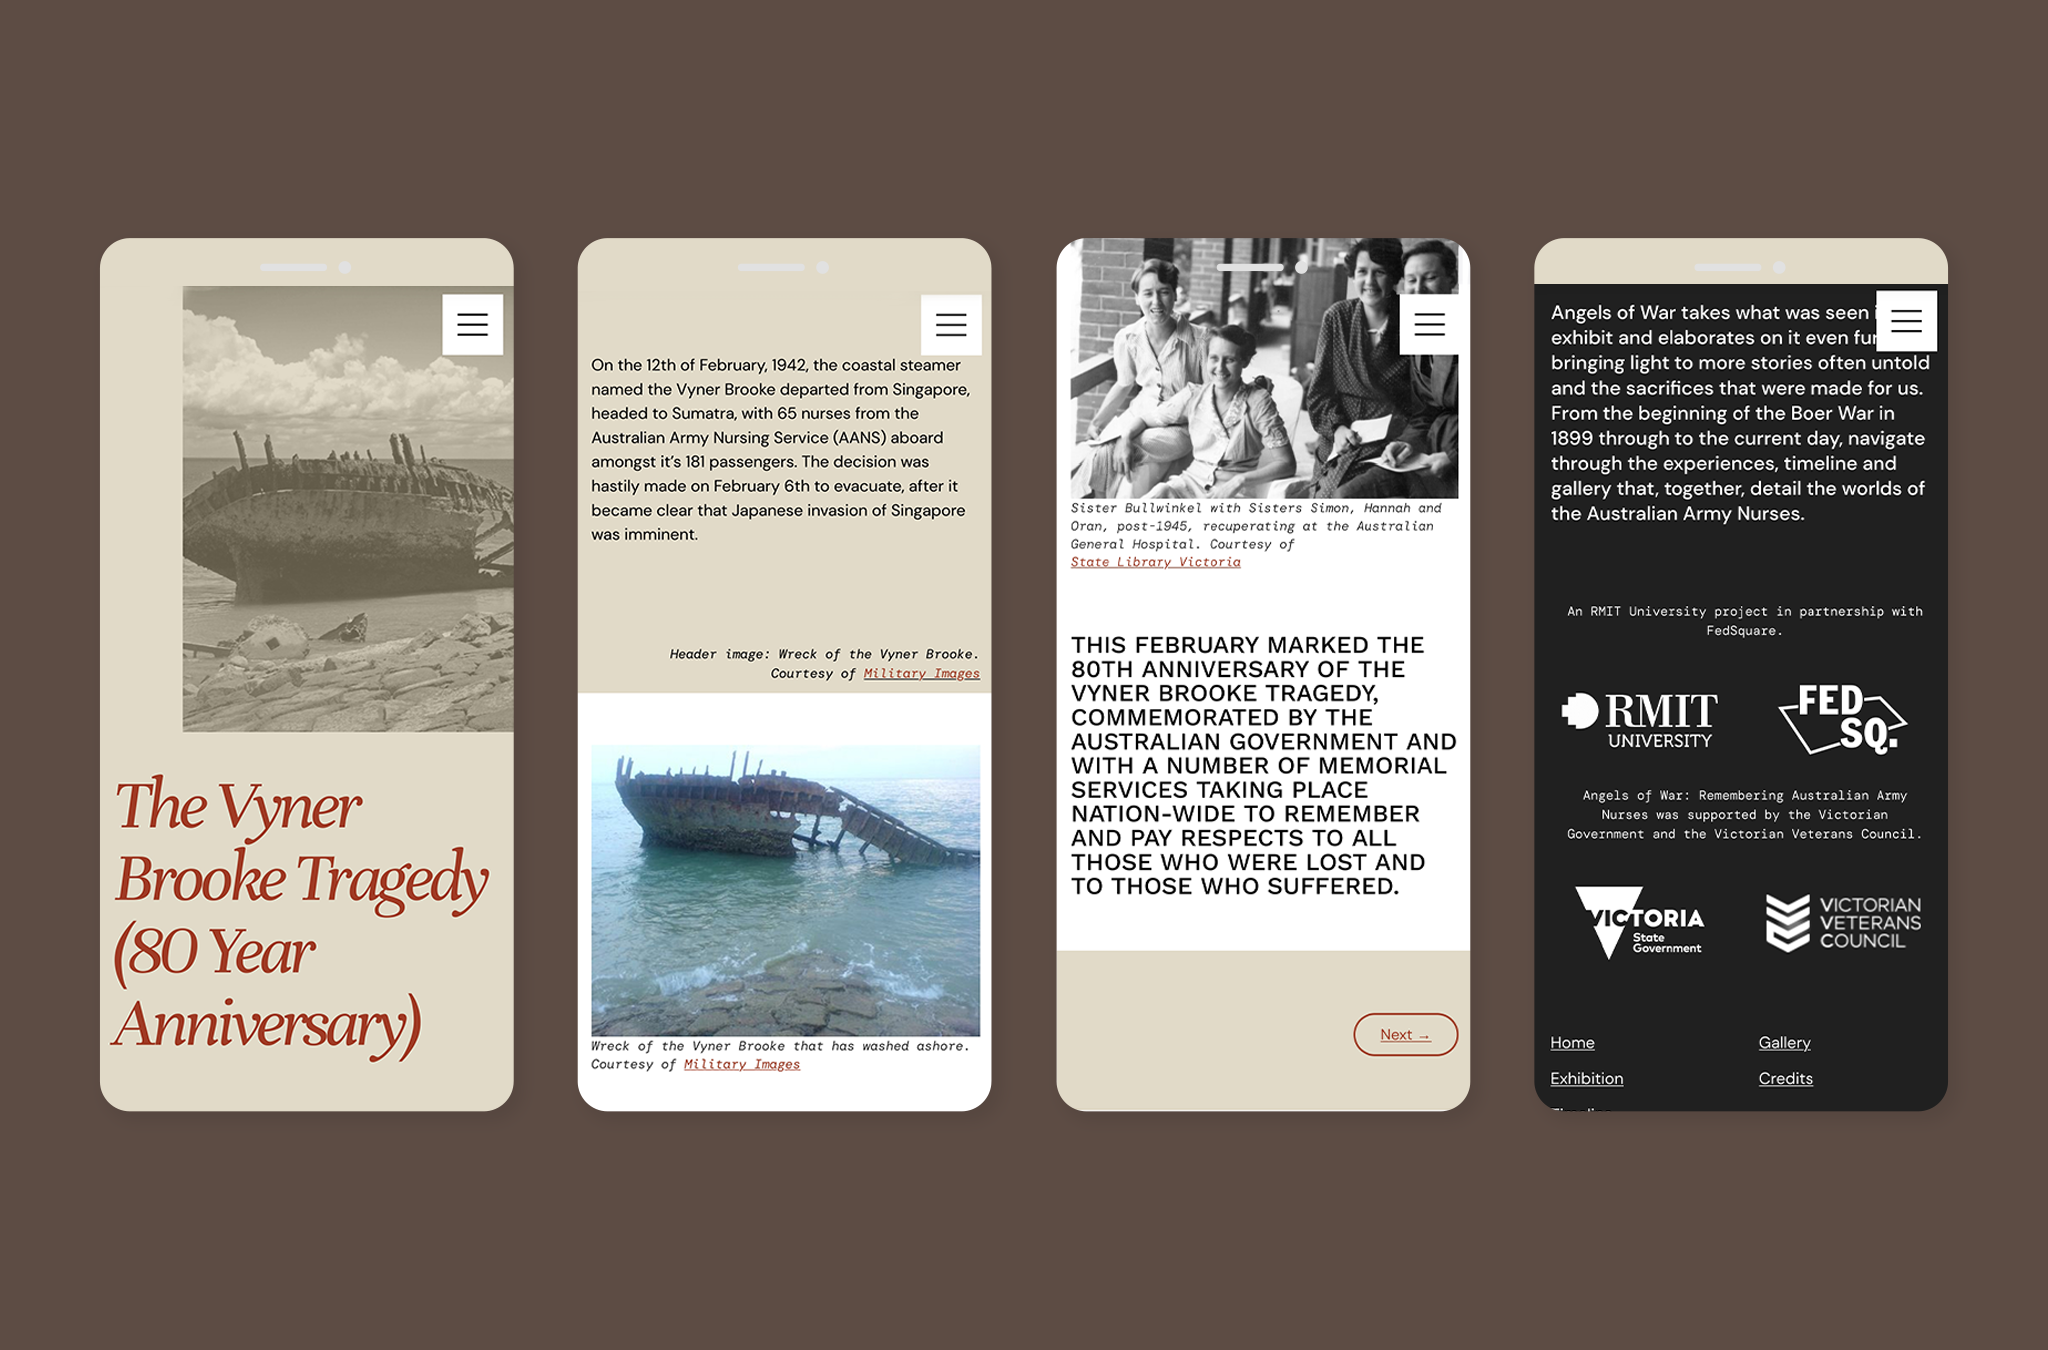 The Vyner
Brooke Tragedy
(80 Year
Anniversary)
On the 12th of February, 1942, the coastal steamer
named the Vyner Brooke departed from Singapore,
headed to Sumatra, with 65 nurses from the
Australian Army Nursing Service (AANS) aboard
amongst it’s 181 passengers. The decision was
hastily made on February 6th to evacuate, after it
became clear that Japanese invasion of Singapore
was imminent.
Header image: Wreck of the Vyner Brooke.
Courtesy of Military Images
Wreck of the Vyner Brooke that has washed ashore.
Courtesy of Military Images
Sister Bullwinkel with Sisters Simon, Hannah and
Oran, post-1945, recuperating at the Australian
General Hospital. Courtesy of
State Library Victoria
THIS FEBRUARY MARKED THE
80TH ANNIVERSARY OF THE
VYNER BROOKE TRAGEDY,
COMMEMORATED BY THE
AUSTRALIAN GOVERNMENT AND
WITH A NUMBER OF MEMORIAL
SERVICES TAKING PLACE
NATION-WIDE TO REMEMBER
AND PAY RESPECTS TO ALL
THOSE WHO WERE LOST AND
TO THOSE WHO SUFFERED.
Next →
Angels of War takes what was seen
exhibit and elaborates on it even
bringing light to more stories often untold
and the sacrifices that were made for us.
From the beginning of the Boer War in
1899 through to the current day, navigate
through the experiences, timeline and
gallery that, together, detail the worlds of
the Australian Army Nurses.
An RMIT University project in partnership with
FedSquare.
RMIT
UNIVERSITY
FED
SQ.
Angels of War: Remembering Australian Army
Nurses was supported by the Victorian
Government and the Victorian Veterans Council.
VICTORIA
State
Government
VICTORIAN
VETERANS
COUNCIL
Home
Gallery
Exhibition
Credits